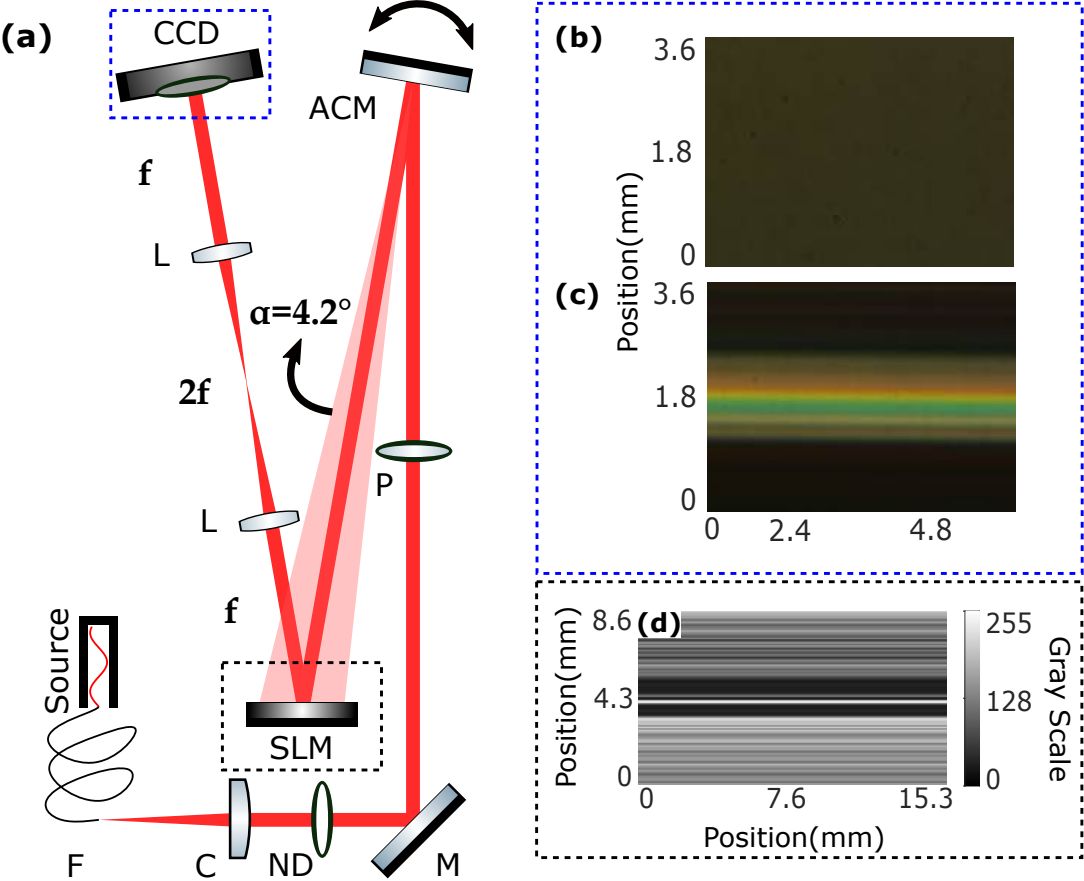 (a)
CCD
ACM
f
L
α=4.2°
2f
P
L
f
Source
SLM
F
C
ND
M
(b)
3.6
1.8
0
Position(mm)
(c)
3.6
1.8
0
0
2.4
4.8
(d)
8.6
4.3
0
Position(mm)
0
7.6
15.3
Position(mm)
255
128
0
Gray Scale